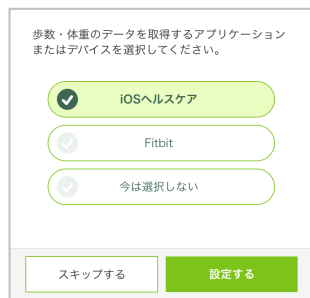 歩数・体重のデータを取得するアプリケーション
またはデバイスを選択してください。
iOSヘルスケア
Fitbit
今は選択しない
スキップする
設定する